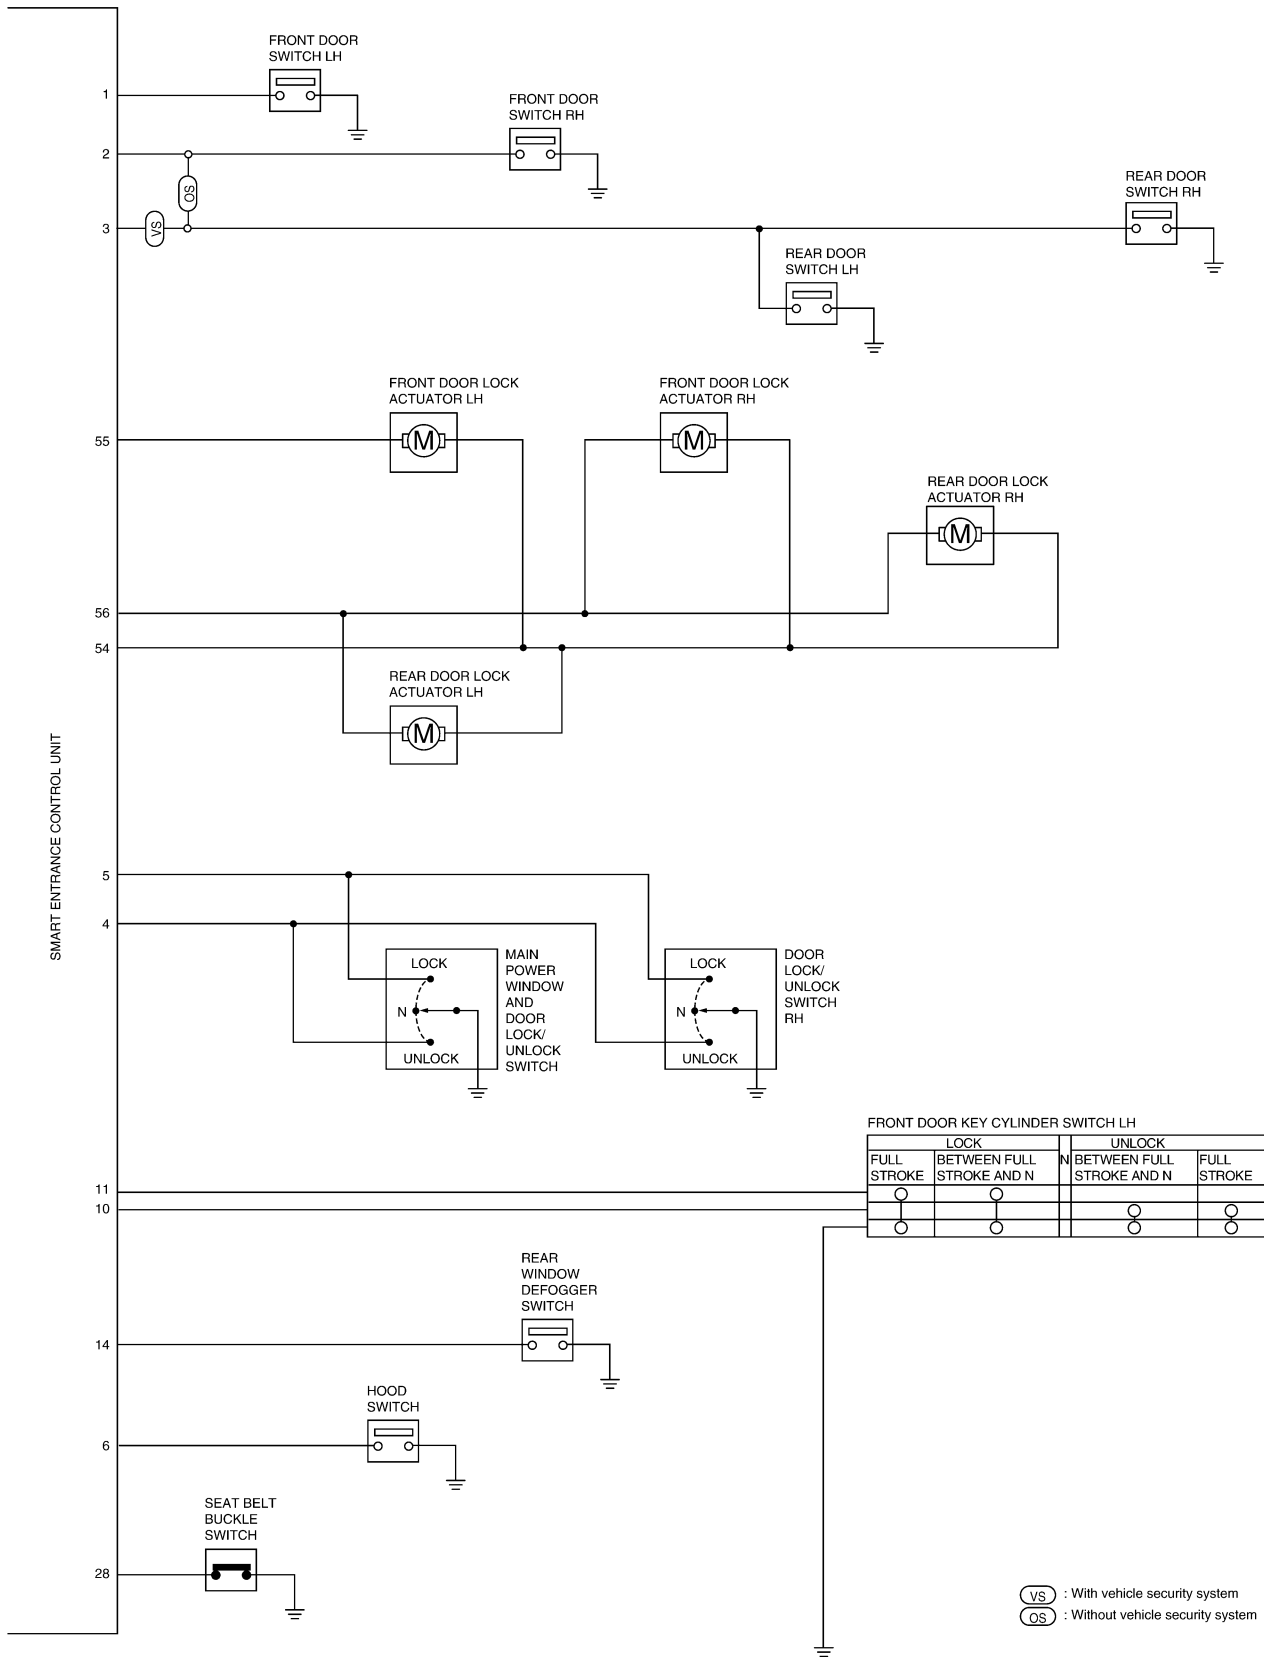 FRONT DOOR
SWITCH LH
1
FRONT DOOR
SWITCH RH
2
OS
REAR DOOR
SWITCH RH
3
VS
REAR DOOR
SWITCH LH
FRONT DOOR LOCK
ACTUATOR LH
FRONT DOOR LOCK
ACTUATOR RH
55
M
M
REAR DOOR LOCK
ACTUATOR RH
M
56
54
REAR DOOR LOCK
ACTUATOR LH
M
SMART ENTRANCE CONTROL UNIT
5
4
LOCK
N
UNLOCK
MAIN
POWER
WINDOW
AND
DOOR
LOCK/
UNLOCK
SWITCH
LOCK
N
UNLOCK
DOOR
LOCK/
UNLOCK
SWITCH
RH
FRONT DOOR KEY CYLINDER SWITCH LH
LOCK
UNLOCK
FULL
STROKE
BETWEEN FULL
STROKE AND N
N
BETWEEN FULL
STROKE AND N
FULL
STROKE
11
10
REAR
WINDOW
DEFOGGER
SWITCH
14
HOOD
SWITCH
6
SEAT BELT
BUCKLE
SWITCH
28
VS : With vehicle security system
OS : Without vehicle security system